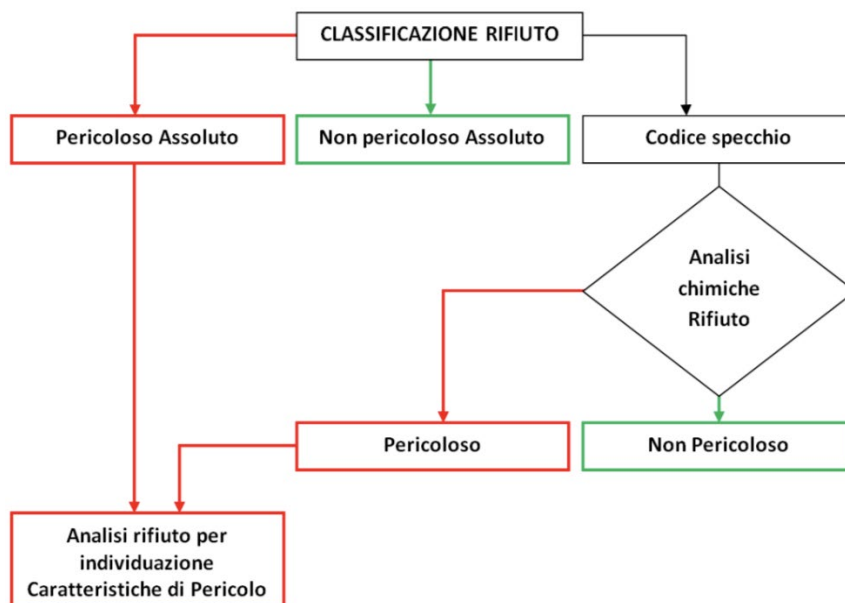 CLASSIFICAZIONE RIFIUTO
Pericoloso Assoluto
Non pericoloso Assoluto
Codice specchio
Analisi
chimiche
Rifiuto
Pericoloso
Non Pericoloso
Analisi rifiuto per
individuazione
Caratteristiche di Pericolo